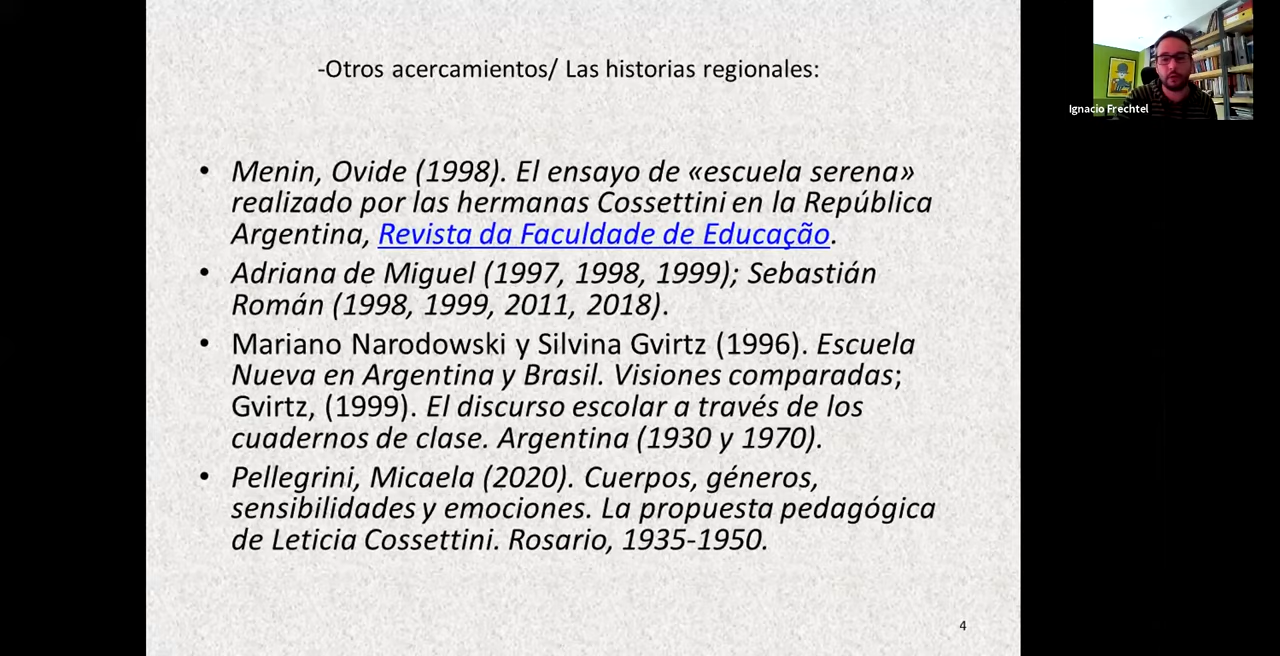 -Otros acercamientos/ Las historias regionales:
• Menin, Ovide (1998). El ensayo de «escuela serena»
realizado por las hermanas Cossettini en la República
Argentina, Revista da Faculdade de Educação.
• Adriana de Miguel (1997, 1998, 1999); Sebastián
Román (1998, 1999, 2011, 2018).
• Mariano Narodowski y Silvina Gvirtz (1996). Escuela
Nueva en Argentina y Brasil. Visiones comparadas;
Gvirtz, (1999). El discurso escolar a través de los
cuadernos de clase. Argentina (1930 y 1970).
• Pellegrini, Micaela (2020). Cuerpos, géneros,
sensibilidades y emociones. La propuesta pedagógica
de Leticia Cossettini. Rosario, 1935-1950.
4
Ignacio Frechtel